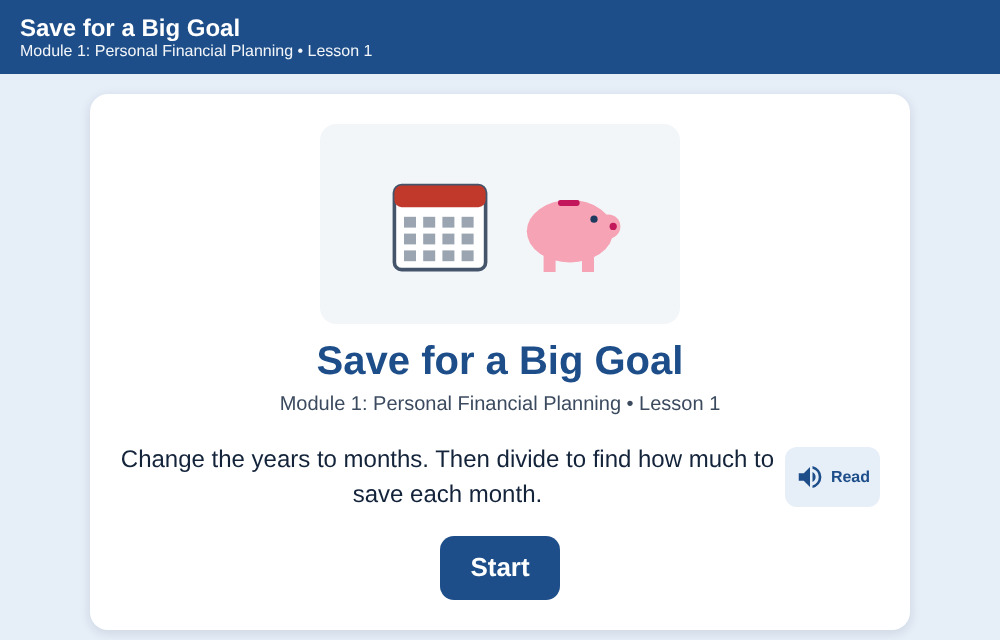 Save for a Big Goal
Module 1: Personal Financial Planning • Lesson 1
Save for a Big Goal
Module 1: Personal Financial Planning • Lesson 1
Change the years to months. Then divide to find how much to
save each month.
Read
Start